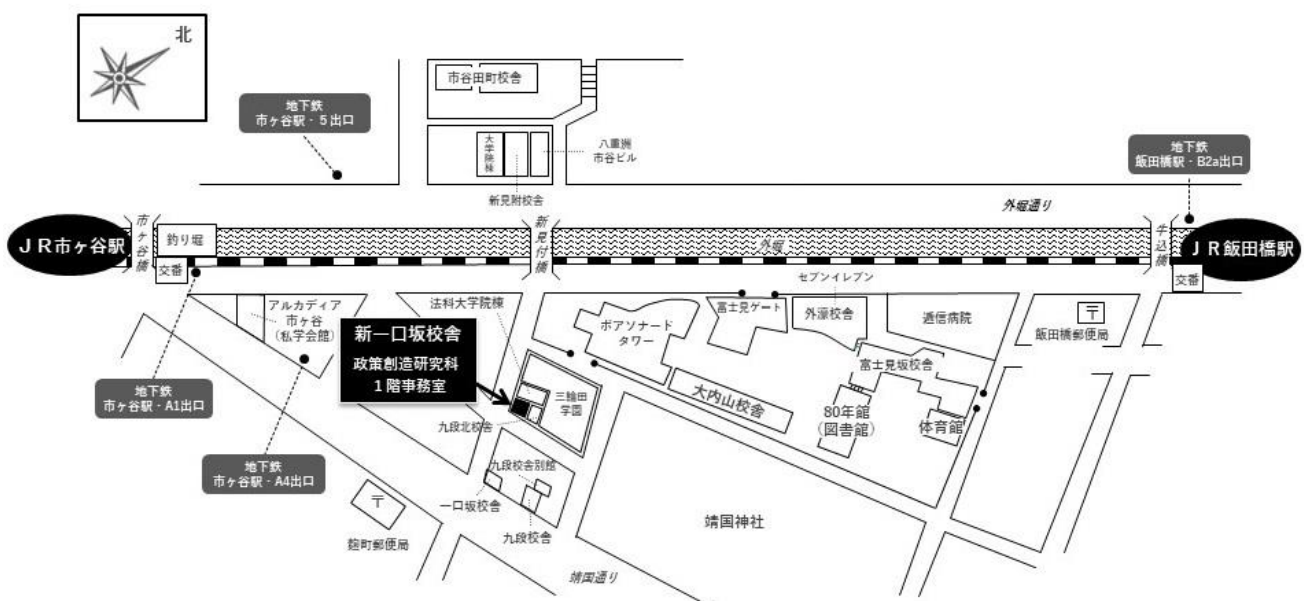 北
市谷田町校舎
地下鉄
市ヶ谷駅・5出口
大学院棟
八重洲
市谷ビル
新見附校舎
地下鉄
飯田橋駅・B2a出口
外堀通り
ＪＲ市ヶ谷駅
市ヶ谷橋
釣り堀
新見付橋
外堀
牛込橋
ＪＲ飯田橋駅
交番
セブンイレブン
交番
アルカディア
市ヶ谷
(私学会館)
法科大学院棟
ボアソナード
タワー
富士見ゲート
外濠校舎
逓信病院
〒
飯田橋郵便局
新一口坂校舎
政策創造研究科
１階事務室
富士見坂校舎
三輪田
学園
大内山校舎
80年館
(図書館)
体育館
地下鉄
市ヶ谷駅・A1出口
九段北校舎
地下鉄
市ヶ谷駅・A4出口
九段校舎別館
〒
一口坂校舎
九段校舎
麴町郵便局
靖国神社
靖国通り